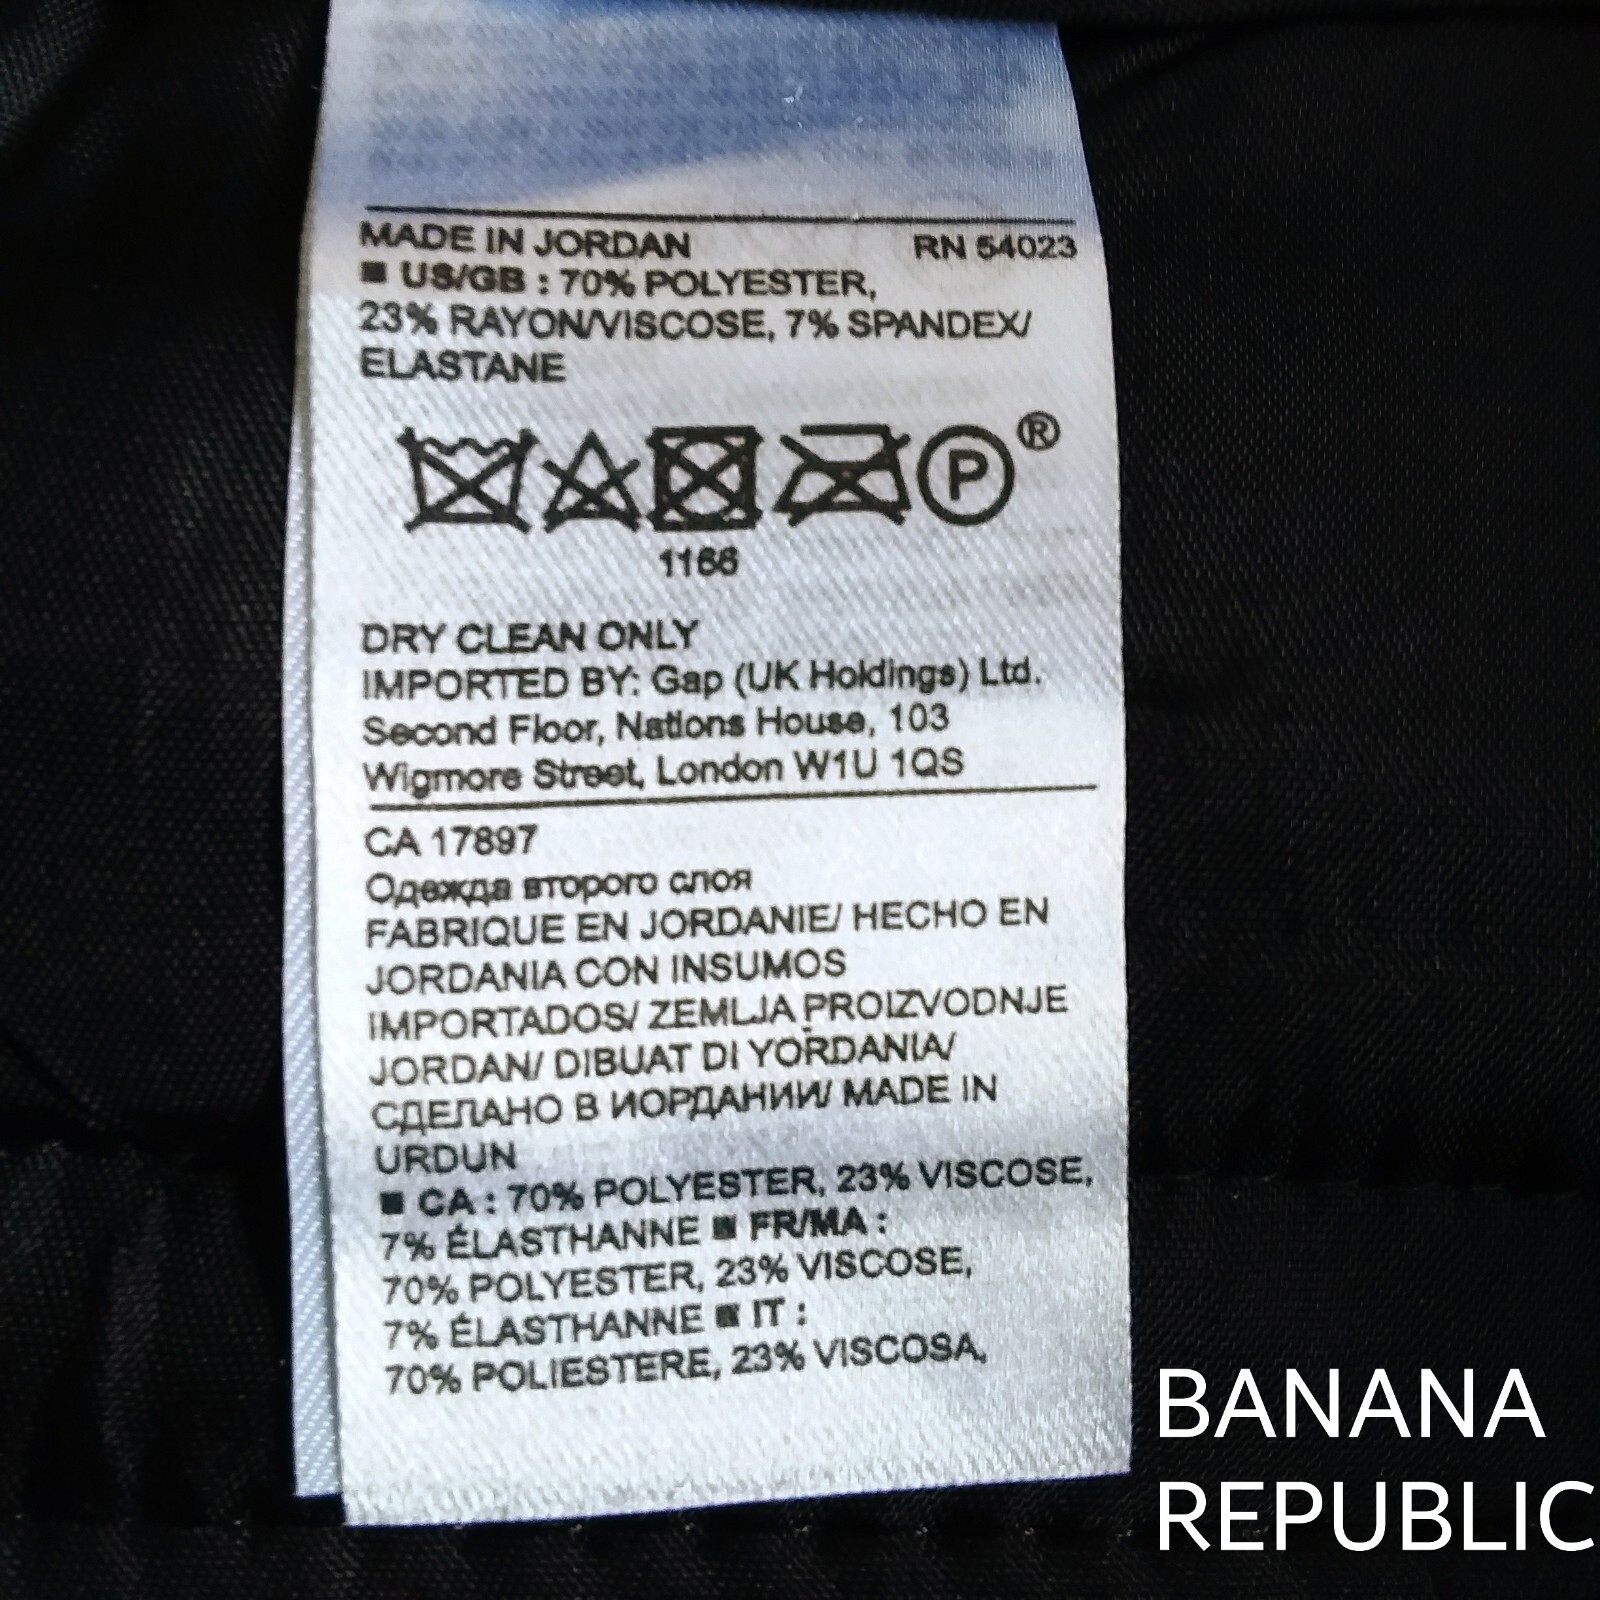 MADE IN JORDAN RN 54023
■ US/GB : 70% POLYESTER,
23% RAYON/VISCOSE, 7% SPANDEX/
ELASTANE
P ®
1166
DRY CLEAN ONLY
IMPORTED BY: Gap (UK Holdings) Ltd.
Second Floor, Nations House, 103
Wigmore Street, London W1U 1QS
CA 17897
Одежда второго слоя
FABRIQUE EN JORDANIE/ HECHO EN
JORDANIA CON INSUMOS
IMPORTADOS/ ZEMLJA PROIZVODNJE
JORDAN/ DIBUAT DI YORDANIA/
СДЕЛАНО В ИОРДАНИИ/ MADE IN
URDUN
■ CA : 70% POLYESTER, 23% VISCOSE,
7% ÉLASTHANNE ■ FR/MA :
70% POLYESTER, 23% VISCOSE,
7% ÉLASTHANNE ■ IT :
70% POLIESTERE, 23% VISCOSA,
BANANA
REPUBLIC